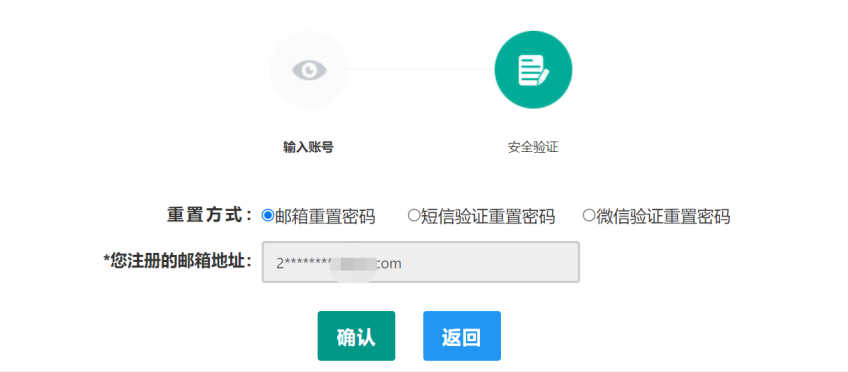 输入账号 安全验证
重置方式： 邮箱重置密码 短信验证重置密码 微信验证重置密码
*您注册的邮箱地址： 2******** com
确认 返回